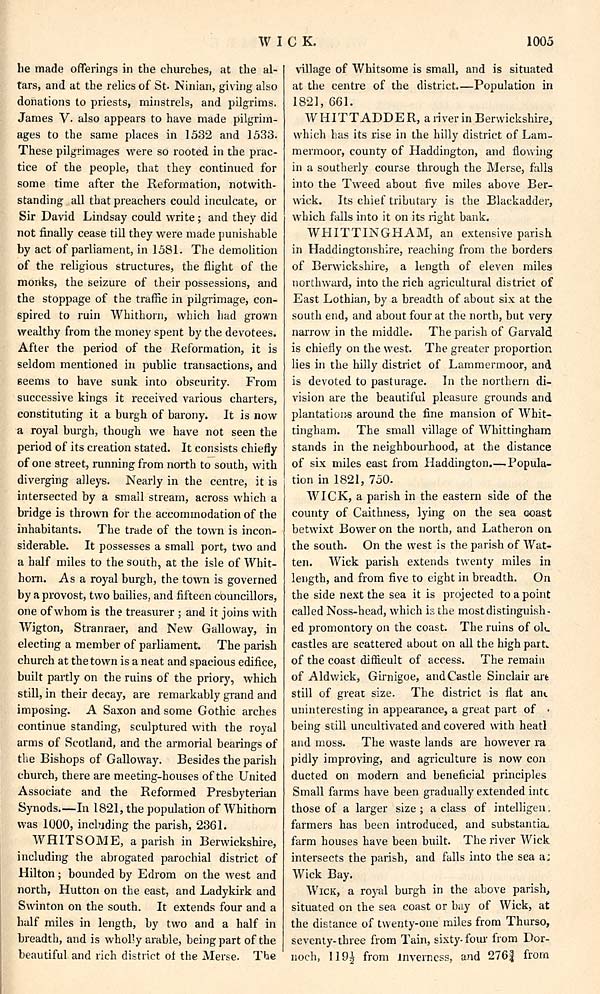 WICK.
1005
he made offerings in the churches, at the al-
tars, and at the relics of St. Ninian, giving also
donations to priests, minstrels, and pilgrims.
James V. also appears to have made pilgrim-
ages to the same places in 1532 and 1533.
These pilgrimages were so rooted in the prac-
tice of the people, that they continued for
some time after the Reformation, notwith-
standing all that preachers could inculcate, or
Sir David Lindsay could write; and they did
not finally cease till they were made punishable
by act of parliament, in 1581. The demolition
of the religious structures, the flight of the
monks, the seizure of their possessions, and
the stoppage of the traffic in pilgrimage, con-
spired to ruin Whithorn, which had grown
wealthy from the money spent by the devotees.
After the period of the Reformation, it is
seldom mentioned in public transactions, and
seems to have sunk into obscurity. From
successive kings it received various charters,
constituting it a burgh of barony. It is now
a royal burgh, though we have not seen the
period of its creation stated. It consists chiefly
of one street, running from north to south, with
diverging alleys. Nearly in the centre, it is
intersected by a small stream, across which a
bridge is thrown for the accommodation of the
inhabitants. The trade of the town is incon-
siderable. It possesses a small port, two and
a half miles to the south, at the isle of Whit-
horn. As a royal burgh, the town is governed
by a provost, two bailies, and fifteen councillors,
one of whom is the treasurer; and it joins with
Wigton, Stranraer, and New Galloway, in
electing a member of parliament. The parish
church at the town is a neat and spacious edifice,
built partly on the ruins of the priory, which
still, in their decay, are remarkably grand and
imposing. A Saxon and some Gothic arches
continue standing, sculptured with the royal
arms of Scotland, and the armorial bearings of
the Bishops of Galloway. Besides the parish
church, there are meeting-houses of the United
Associate and the Reformed Presbyterian
Synods.—In 1821, the population of Whithorn
was 1000, including the parish, 2361.
WHITSOME, a parish in Berwickshire,
including the abrogated parochial district of
Hilton; bounded by Edrom on the west and
north, Hutton on the east, and Ladykirk and
Swinton on the south. It extends four and a
half miles in length, by two and a half in
breadth, and is wholly arable, being part of the
beautiful and rich district of the Merse. The
village of Whitsome is small, and is situated
at the centre of the district.—Population in
1821, 661.
WHITTADDER, a river in Berwickshire,
which has its rise in the hilly district of Lam-
mermoor, county of Haddington, and flowing
in a southerly course through the Merse, falls
into the Tweed about five miles above Ber-
wick. Its chief tributary is the Blackadder,
which falls into it on its right bank.
WHITTINGHAM, an extensive parish
in Haddingtonshire, reaching from the borders
of Berwickshire, a length of eleven miles
northward, into the rich agricultural district of
East Lothian, by a breadth of about six at the
south end, and about four at the north, but very
narrow in the middle. The parish of Garvald
is chiefly on the west. The greater proportion
lies in the hilly district of Lammermoor, and
is devoted to pasturage. In the northern di-
vision are the beautiful pleasure grounds and
plantations around the fine mansion of Whit-
tingham. The small village of Whittingham
stands in the neighbourhood, at the distance
of six miles east from Haddington.—Popula-
tion in 1821, 750.
WICK, a parish in the eastern side of the
county of Caithness, lying on the sea coast
betwixt Bower on the north, and Latheron on
the south. On the west is the parish of Wat-
ten. Wick parish extends twenty miles in
length, and from five to eight in breadth. On
the side next the sea it is projected to a point
called Noss-head, which is the most distinguish-
ed promontory on the coast. The ruins of
castles are scattered about on all the high
of the coast difficult of access. The remain
of Aldwick, Girnigoe, and Castle Sinclair are
still of great size. The district is flat
uninteresting in appearance, a great part of
being still uncultivated and covered with
and moss. The waste lands are however ra
pidly improving, and agriculture is now con
ducted on modern and beneficial principles
Small farms have been gradually extended
those of a larger size; a class of
farmers has been introduced, and
farm houses have been built. The river Wick
intersects the parish, and falls into the sea
Wick Bay.
WICK, a royal burgh in the above parish,
situated on the sea coast or bay of Wick, at
the distance of twenty-one miles from Thurso,
seventy-three from Tain, sixty-four from Dor-
noch, 119½ from Inverness, and 276¾ from